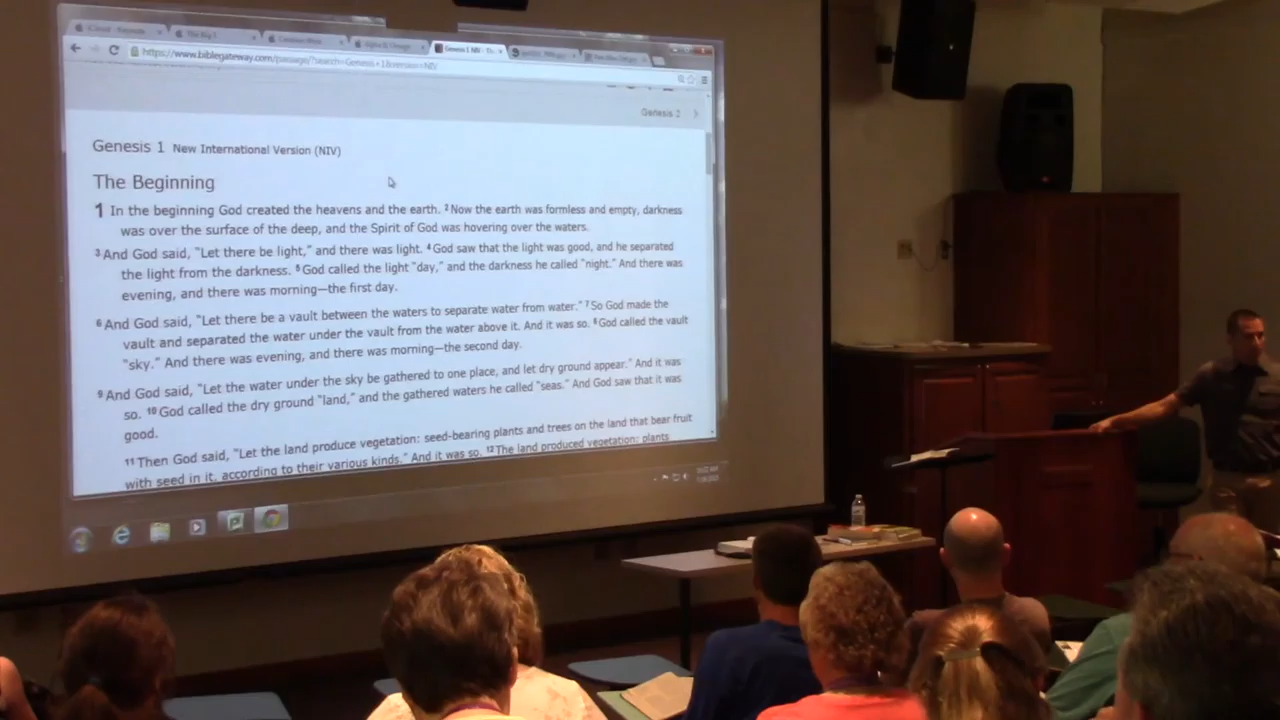 https://www.biblegateway.com/passage/?search=Genesis+1&version=NIV
Genesis 2
Genesis 1 New International Version (NIV)
The Beginning
1 In the beginning God created the heavens and the earth. 2 Now the earth was formless and empty, darkness
was over the surface of the deep, and the Spirit of God was hovering over the waters.
3 And God said, “Let there be light,” and there was light. 4 God saw that the light was good, and he separated
the light from the darkness. 5 God called the light “day,” and the darkness he called “night.” And there was
evening, and there was morning—the first day.
6 And God said, “Let there be a vault between the waters to separate water from water.” 7 So God made the
vault and separated the water under the vault from the water above it. And it was so. 8 God called the vault
“sky.” And there was evening, and there was morning—the second day.
9 And God said, “Let the water under the sky be gathered to one place, and let dry ground appear.” And it was
so. 10 God called the dry ground “land,” and the gathered waters he called “seas.” And God saw that it was
good.
11 Then God said, “Let the land produce vegetation: seed-bearing plants and trees on the land that bear fruit
with seed in it, according to their various kinds.” And it was so. 12 The land produced vegetation: plants